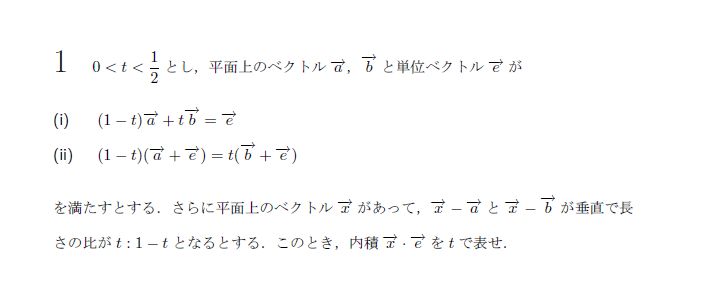 1 $0 < t < \frac{1}{2}$ とし，平面上のベクトル $\overrightarrow{a}$，$\overrightarrow{b}$ と単位ベクトル $\overrightarrow{e}$ が
(i) $(1-t)\overrightarrow{a} + t\overrightarrow{b} = \overrightarrow{e}$
(ii) $(1-t)(\overrightarrow{a} + \overrightarrow{e}) = t(\overrightarrow{b} + \overrightarrow{e})$
を満たすとする．さらに平面上のベクトル $\overrightarrow{x}$ があって，$\overrightarrow{x} - \overrightarrow{a}$ と $\overrightarrow{x} - \overrightarrow{b}$ が垂直で長
さの比が $t : 1-t$ となるとする．このとき，内積 $\overrightarrow{x} \cdot \overrightarrow{e}$ を $t$ で表せ．